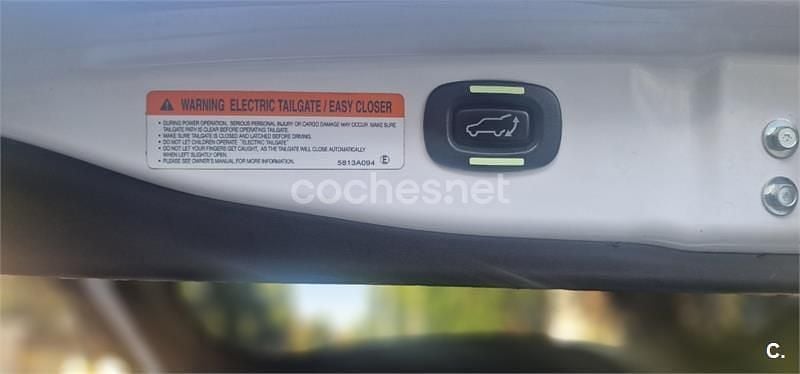 WARNING ELECTRIC TAILGATE / EASY CLOSER
• DURING POWER OPERATION, SERIOUS PERSONAL INJURY OR CARGO DAMAGE MAY OCCUR. MAKE SURE
TAILGATE PATH IS CLEAR BEFORE OPERATING TAILGATE.
• MAKE SURE TAILGATE IS CLOSED AND LATCHED BEFORE DRIVING.
• DO NOT LET CHILDREN OPERATE "ELECTRIC TAILGATE"
• DO NOT LET YOUR FINGERS GET CAUGHT, AS THE TAILGATE WILL CLOSE AUTOMATICALLY
WHEN LEFT SLIGHTLY OPEN.
• PLEASE SEE OWNER'S MANUAL FOR MORE INFORMATION.
5813A094 E
coches.net
C.